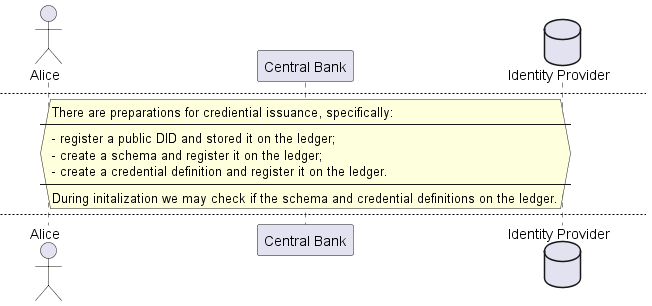 Alice
Central Bank
Identity Provider
There are preparations for crediential issuance, specifically:
- register a public DID and stored it on the ledger;
- create a schema and register it on the ledger;
- create a credential definition and register it on the ledger.
During initalization we may check if the schema and credential definitions on the ledger.
Alice
Central Bank
Identity Provider